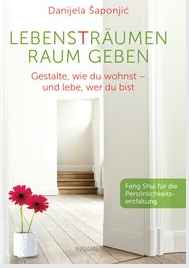 Danijela Šaponjić
LEBENSTRÄUMEN
RAUM GEBEN
Gestalte, wie du wohnst –
und lebe, wer du bist
Feng Shui für die
Persönlichkeits-
entfaltung